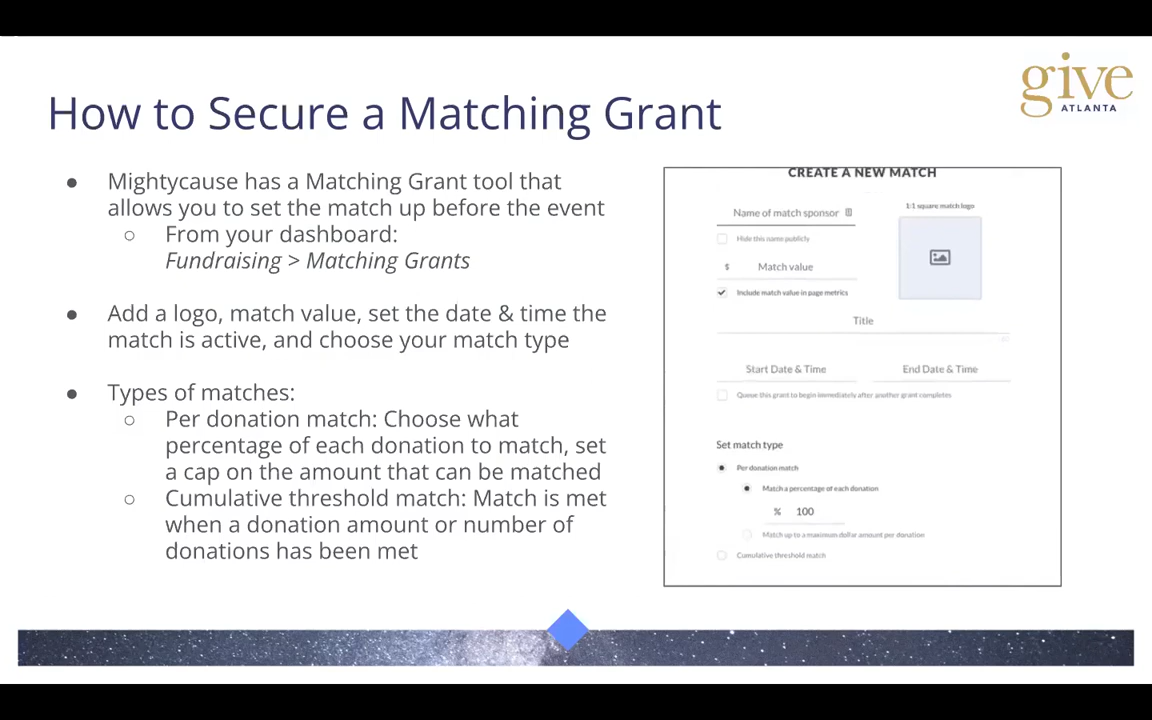 give
ATLANTA
How to Secure a Matching Grant
● Mightycause has a Matching Grant tool that
allows you to set the match up before the event
○ From your dashboard:
Fundraising > Matching Grants
● Add a logo, match value, set the date & time the
match is active, and choose your match type
● Types of matches:
○ Per donation match: Choose what
percentage of each donation to match, set
a cap on the amount that can be matched
○ Cumulative threshold match: Match is met
when a donation amount or number of
donations has been met
CREATE A NEW MATCH
Name of match sponsor
1:1 square match logo
Hide this name publicly
$ Match value
Include match value in page metrics
Title
Start Date & Time
End Date & Time
Queue this grant to begin immediately after another grant completes
Set match type
Per donation match
Match a percentage of each donation
% 100
Match up to a maximum dollar amount per donation
Cumulative threshold match